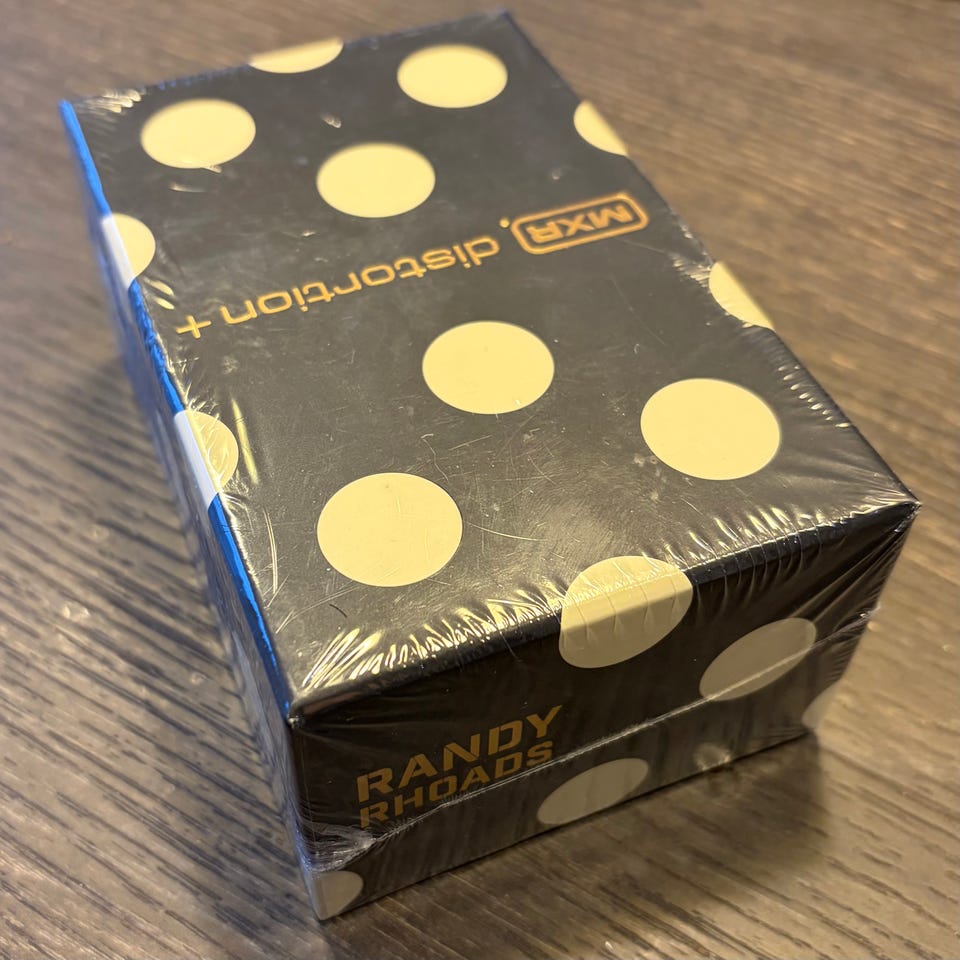 MXR. distortion +
RANDY
RHOADS